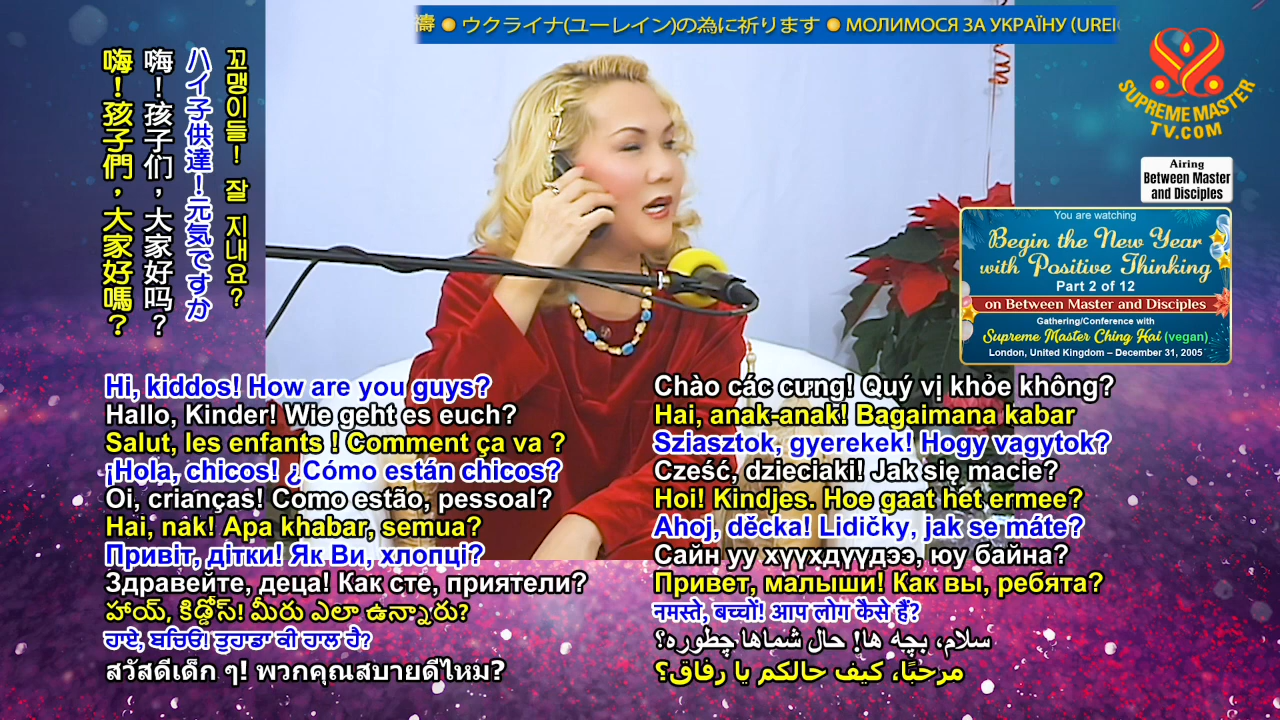 禱 ● ウクライナ(ユーレイン)の為に祈ります ● МОЛИМОСЯ ЗА УКРАЇНУ (UREI
SUPREME MASTER
TV.COM
Airing
Between Master
and Disciples
You are watching
Begin the New Year
with Positive Thinking
Part 2 of 12
on Between Master and Disciples
Gathering/Conference with
Supreme Master Ching Hai (vegan)
London, United Kingdom – December 31, 2005
꼬맹이들! 잘 지내요?
ハイ子供達!元気ですか
嗨!孩子们,大家好吗?
嗨!孩子們,大家好嗎?
Hi, kiddos! How are you guys?
Hallo, Kinder! Wie geht es euch?
Salut, les enfants ! Comment ça va ?
¡Hola, chicos! ¿Cómo están chicos?
Oi, crianças! Como estão, pessoal?
Hai, nak! Apa khabar, semua?
Привіт, дітки! Як Ви, хлопці?
Здравейте, деца! Как сте, приятели?
హాయ్, కిడ్డోస్! మీరు ఎలా ఉన్నారు?
ਹਾਏ, ਬਚਿਓ! ਤੁਹਾਡਾ ਕੀ ਹਾਲ ਹੈ?
สวัสดีเด็ก ๆ! พวกคุณสบายดีไหม?
Chào các cưng! Quý vị khỏe không?
Hai, anak-anak! Bagaimana kabar
Sziasztok, gyerekek! Hogy vagytok?
Cześć, dzieciaki! Jak się macie?
Hoi! Kindjes. Hoe gaat het ermee?
Ahoj, děcka! Lidičky, jak se máte?
Сайн уу хүүхдүүдээ, юу байна?
Привет, малыши! Как вы, ребята?
नमस्ते, बच्चों! आप लोग कैसे हैं?
سلام، بچه ها! حال شماها چطوره؟
مرحبًا، كيف حالكم يا رفاق؟